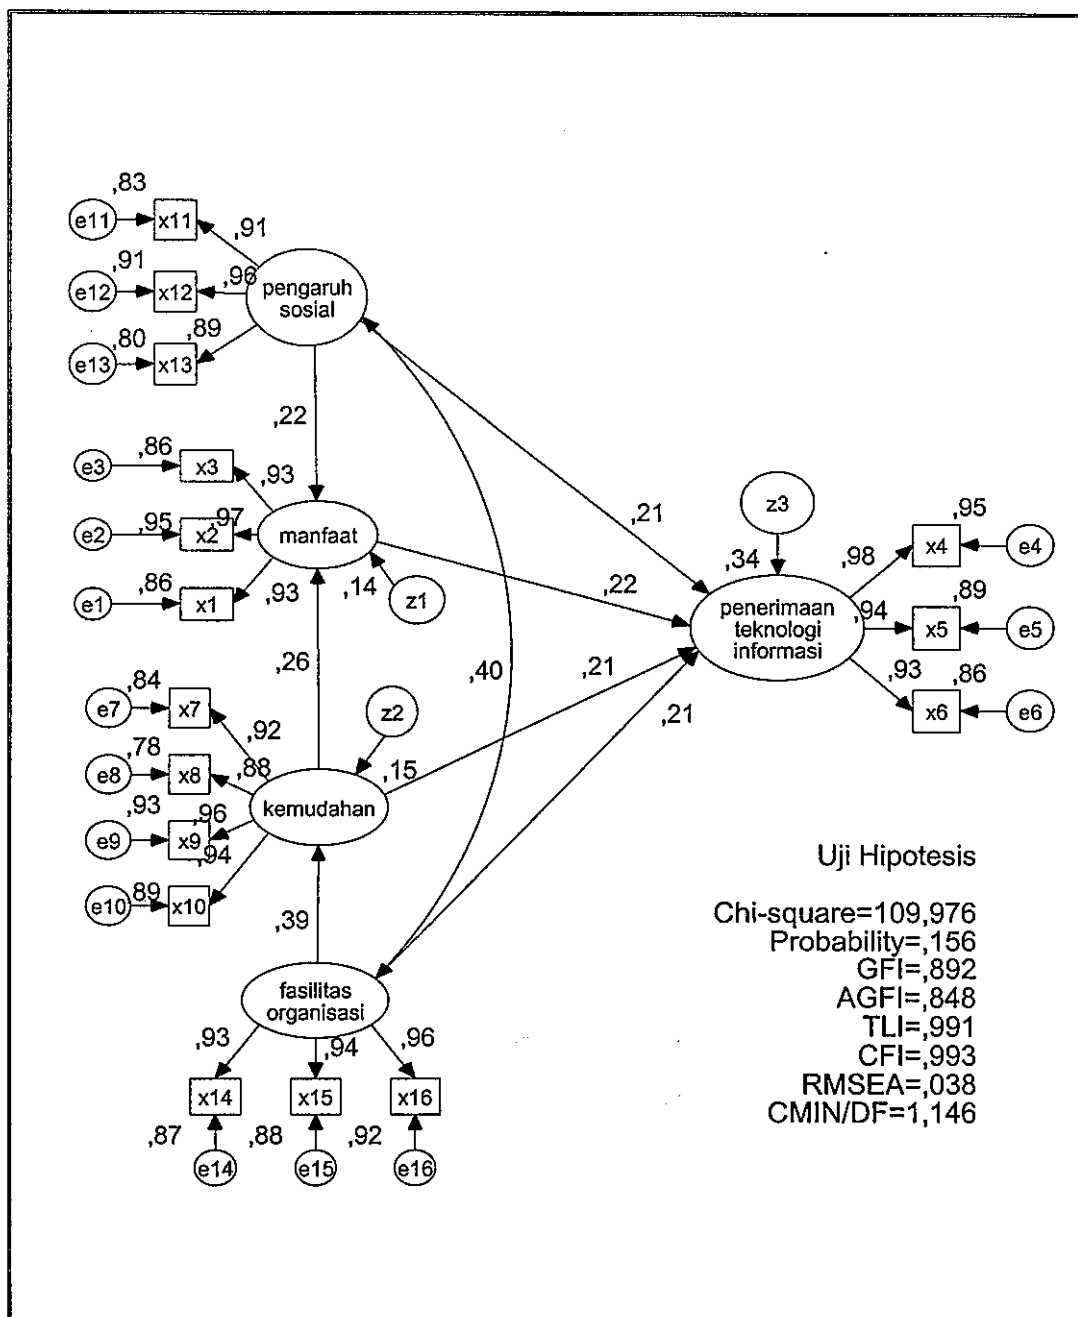 ,83
e11
x11
,91
,91
e12
x12
,96
pengaruh
sosial
,80
,89
e13
x13
,22
,86
e3
x3
,93
,95
e2
x2
,97
manfaat
,86
e1
x1
,93
,14
z1
,21
z3
,22
,34
penerimaan
teknologi
informasi
,98
,95
x4
e4
,94
,89
x5
e5
,93
,86
x6
e6
,26
,40
,21
,21
,84
e7
x7
,92
z2
,78
e8
x8
,88
,15
kemudahan
,93
e9
x9
,96
,94
e10
,89
x10
,39
fasilitas
organisasi
,93
,94
,96
x14
x15
x16
,87
,88
,92
e14
e15
e16
Uji Hipotesis
Chi-square=109,976
Probability=,156
GFI=,892
AGFI=,848
TLI=,991
CFI=,993
RMSEA=,038
CMIN/DF=1,146